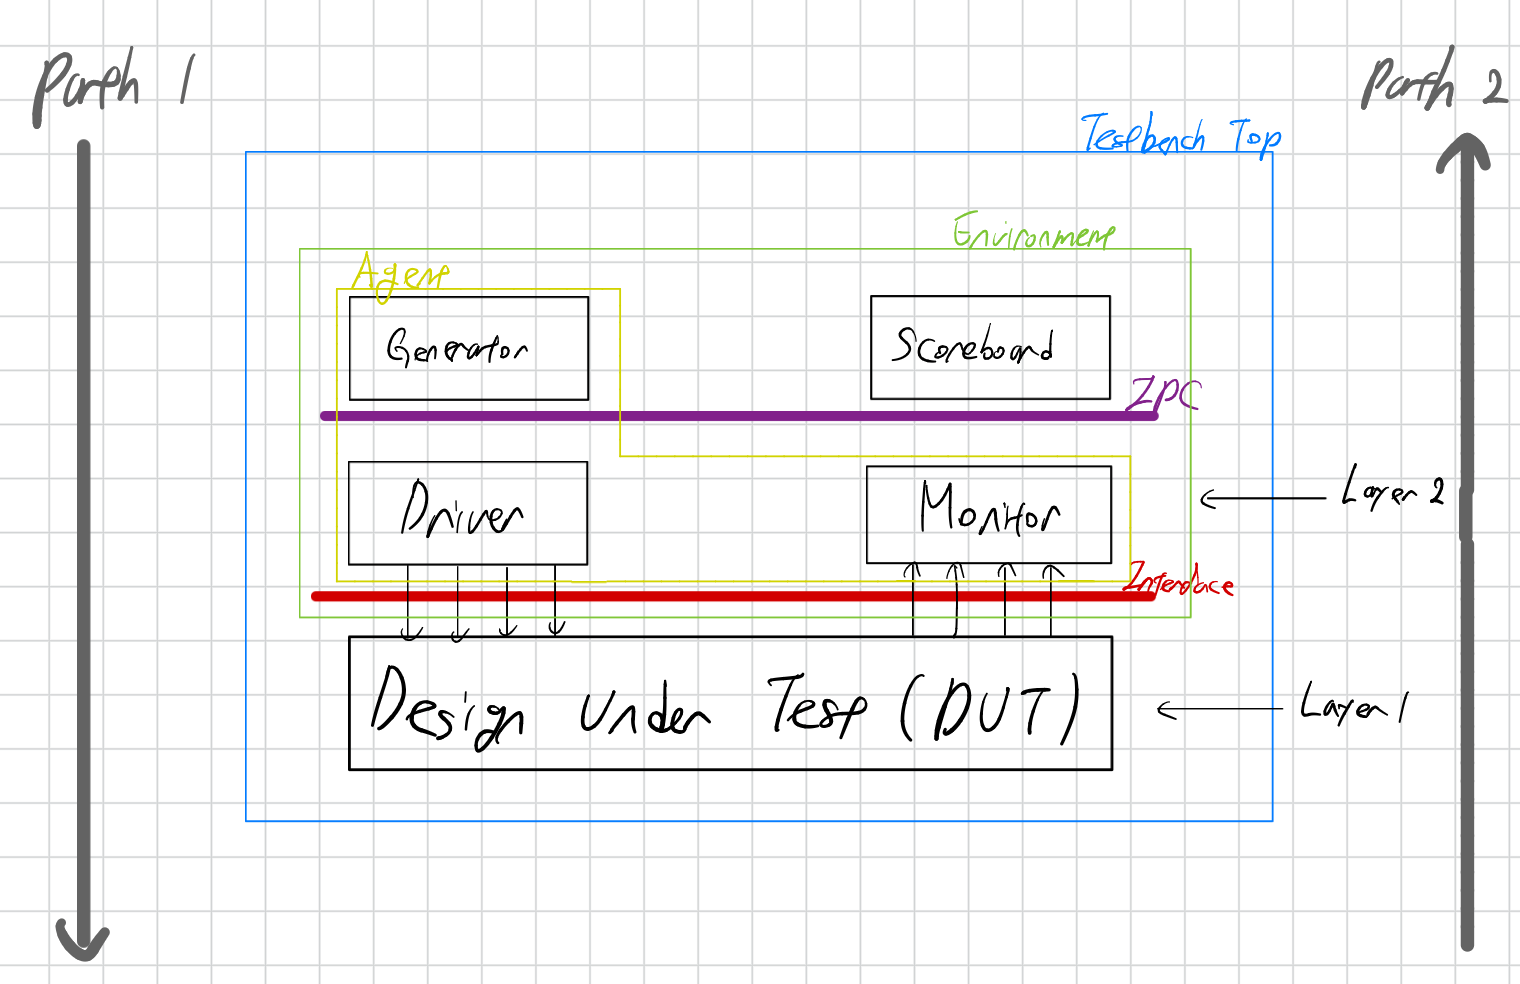 Path 1
Path 2
Testbench Top
Environment
Agent
Generator
Scoreboard
IPC
Driver
Monitor
Layer 2
Interface
Design Under Test (DUT)
Layer 1